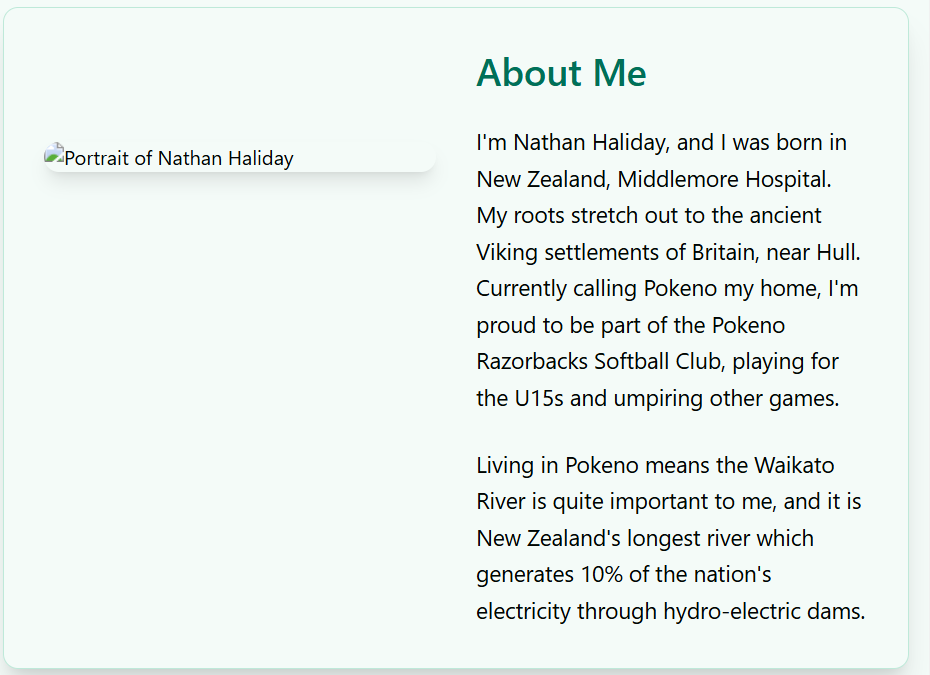 Portrait of Nathan Haliday
About Me
I'm Nathan Haliday, and I was born in
New Zealand, Middlemore Hospital.
My roots stretch out to the ancient
Viking settlements of Britain, near Hull.
Currently calling Pokeno my home, I'm
proud to be part of the Pokeno
Razorbacks Softball Club, playing for
the U15s and umpiring other games.
Living in Pokeno means the Waikato
River is quite important to me, and it is
New Zealand's longest river which
generates 10% of the nation's
electricity through hydro-electric dams.